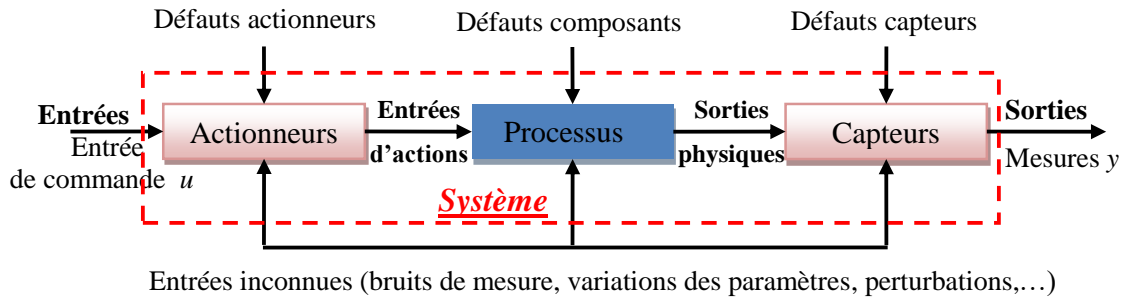 Défauts actionneurs
Défauts composants
Défauts capteurs
Entrées
Entrée
de commande u
Actionneurs
Entrées
d'actions
Processus
Sorties
physiques
Capteurs
Sorties
Mesures y
Système
Entrées inconnues (bruits de mesure, variations des paramètres, perturbations,…)